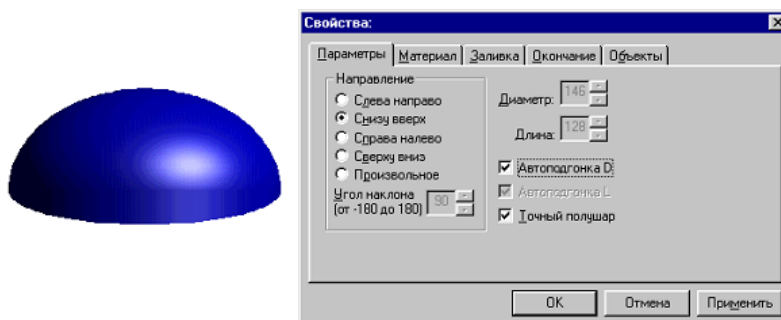 Свойства:
Параметры Материал Заливка Окончание Объекты
Направление
Слева направо
Снизу вверх
Справа налево
Сверху вниз
Произвольное
Угол наклона
(от -180 до 180) 90
Диаметр: 146
Длина: 128
Автоподгонка D
Автоподгонка L
Точный полушар
OK Отмена Применить